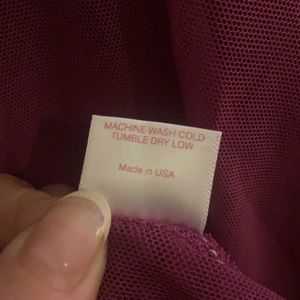 MACHINE WASH COLD
TUMBLE DRY LOW
Made in USA